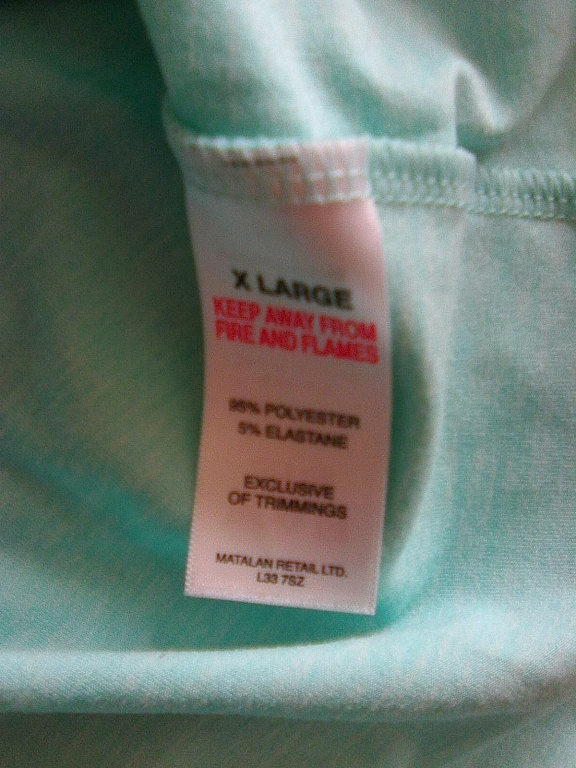 X LARGE
KEEP AWAY FROM
FIRE AND FLAMES
95% POLYESTER
5% ELASTANE
EXCLUSIVE
OF TRIMMINGS
MATALAN RETAIL LTD.
L33 7SZ